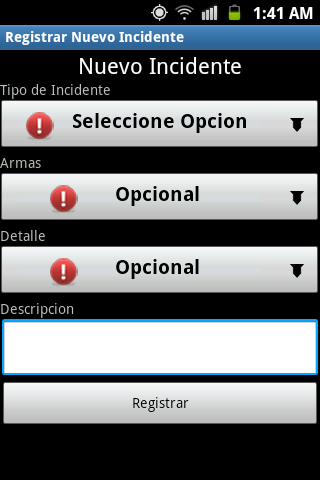 1:41 AM
Registrar Nuevo Incidente
Nuevo Incidente
Tipo de Incidente
Seleccione Opcion
Armas
Opcional
Detalle
Opcional
Descripcion
Registrar